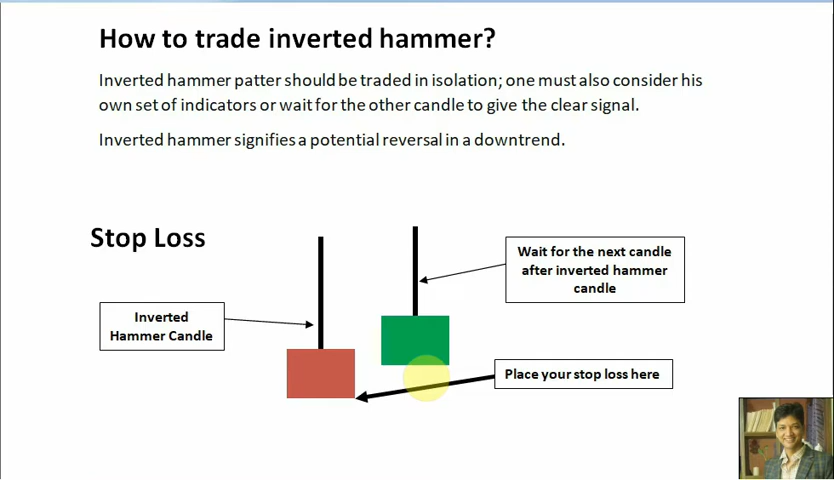 How to trade inverted hammer?
Inverted hammer patter should be traded in isolation; one must also consider his
own set of indicators or wait for the other candle to give the clear signal.
Inverted hammer signifies a potential reversal in a downtrend.
Stop Loss
Wait for the next candle
after inverted hammer
candle
Inverted
Hammer Candle
Place your stop loss here